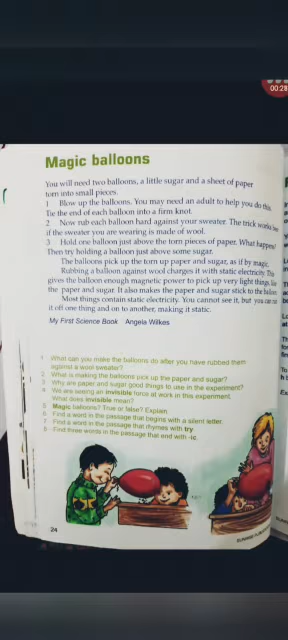 00:28
Magic balloons
You will need two balloons, a little sugar and a sheet of paper
torn into small pieces.
1 Blow up the balloons. You may need an adult to help you do this.
Tie the end of each balloon into a firm knot.
2 Now rub each balloon hard against your sweater. The trick works best
if the sweater you are wearing is made of wool.
3 Hold one balloon just above the torn pieces of paper. What happens?
Then try holding a balloon just above some sugar.
The balloons pick up the torn up paper and sugar, as if by magic.
Rubbing a balloon against wool charges it with static electricity. This
gives the balloon enough magnetic power to pick up very light things, like
the paper and sugar. It also makes the paper and sugar stick to the balloon.
Most things contain static electricity. You cannot see it, but you can rub
it off one thing and on to another, making it static.
My First Science Book Angela Wilkes
1 What can you make the balloons do after you have rubbed them
against a wool sweater?
2 What is making the balloons pick up the paper and sugar?
3 Why are paper and sugar good things to use in the experiment?
4 We are seeing an invisible force at work in this experiment.
What does invisible mean?
5 Magic balloons? True or false? Explain.
6 Find a word in the passage that begins with a silent letter.
7 Find a word in the passage that rhymes with try
8 Find three words in the passage that end with -ic.
24